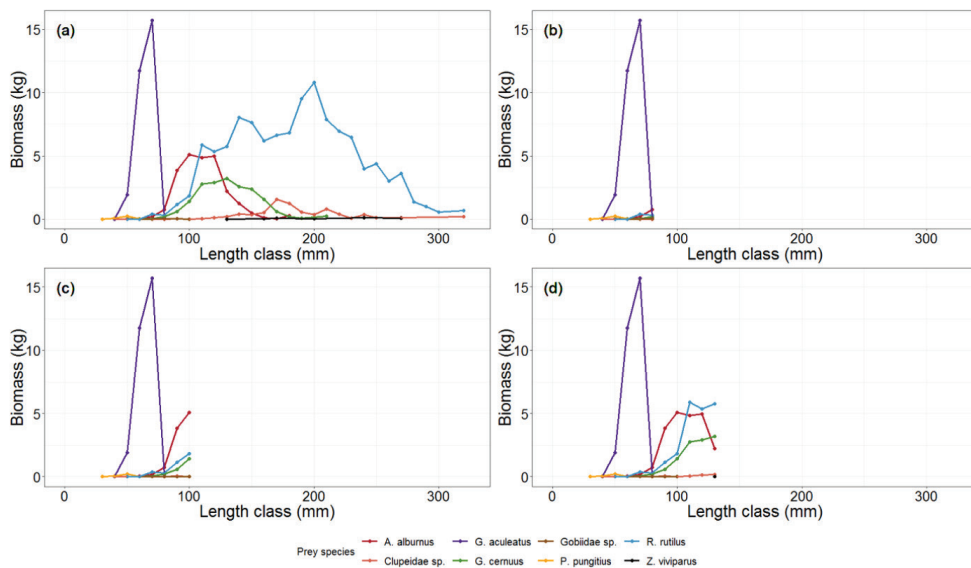 (a)
15
10
5
0
Biomass (kg)
0 100 200 300
Length class (mm)
(b)
15
10
5
0
Biomass (kg)
0 100 200 300
Length class (mm)
(c)
15
10
5
0
Biomass (kg)
0 100 200 300
Length class (mm)
(d)
15
10
5
0
Biomass (kg)
0 100 200 300
Length class (mm)
Prey species
A. alburnus G. aculeatus Gobiidae sp. R. rutilus
Clupeidae sp. G. cernuus P. pungitius Z. viviparus